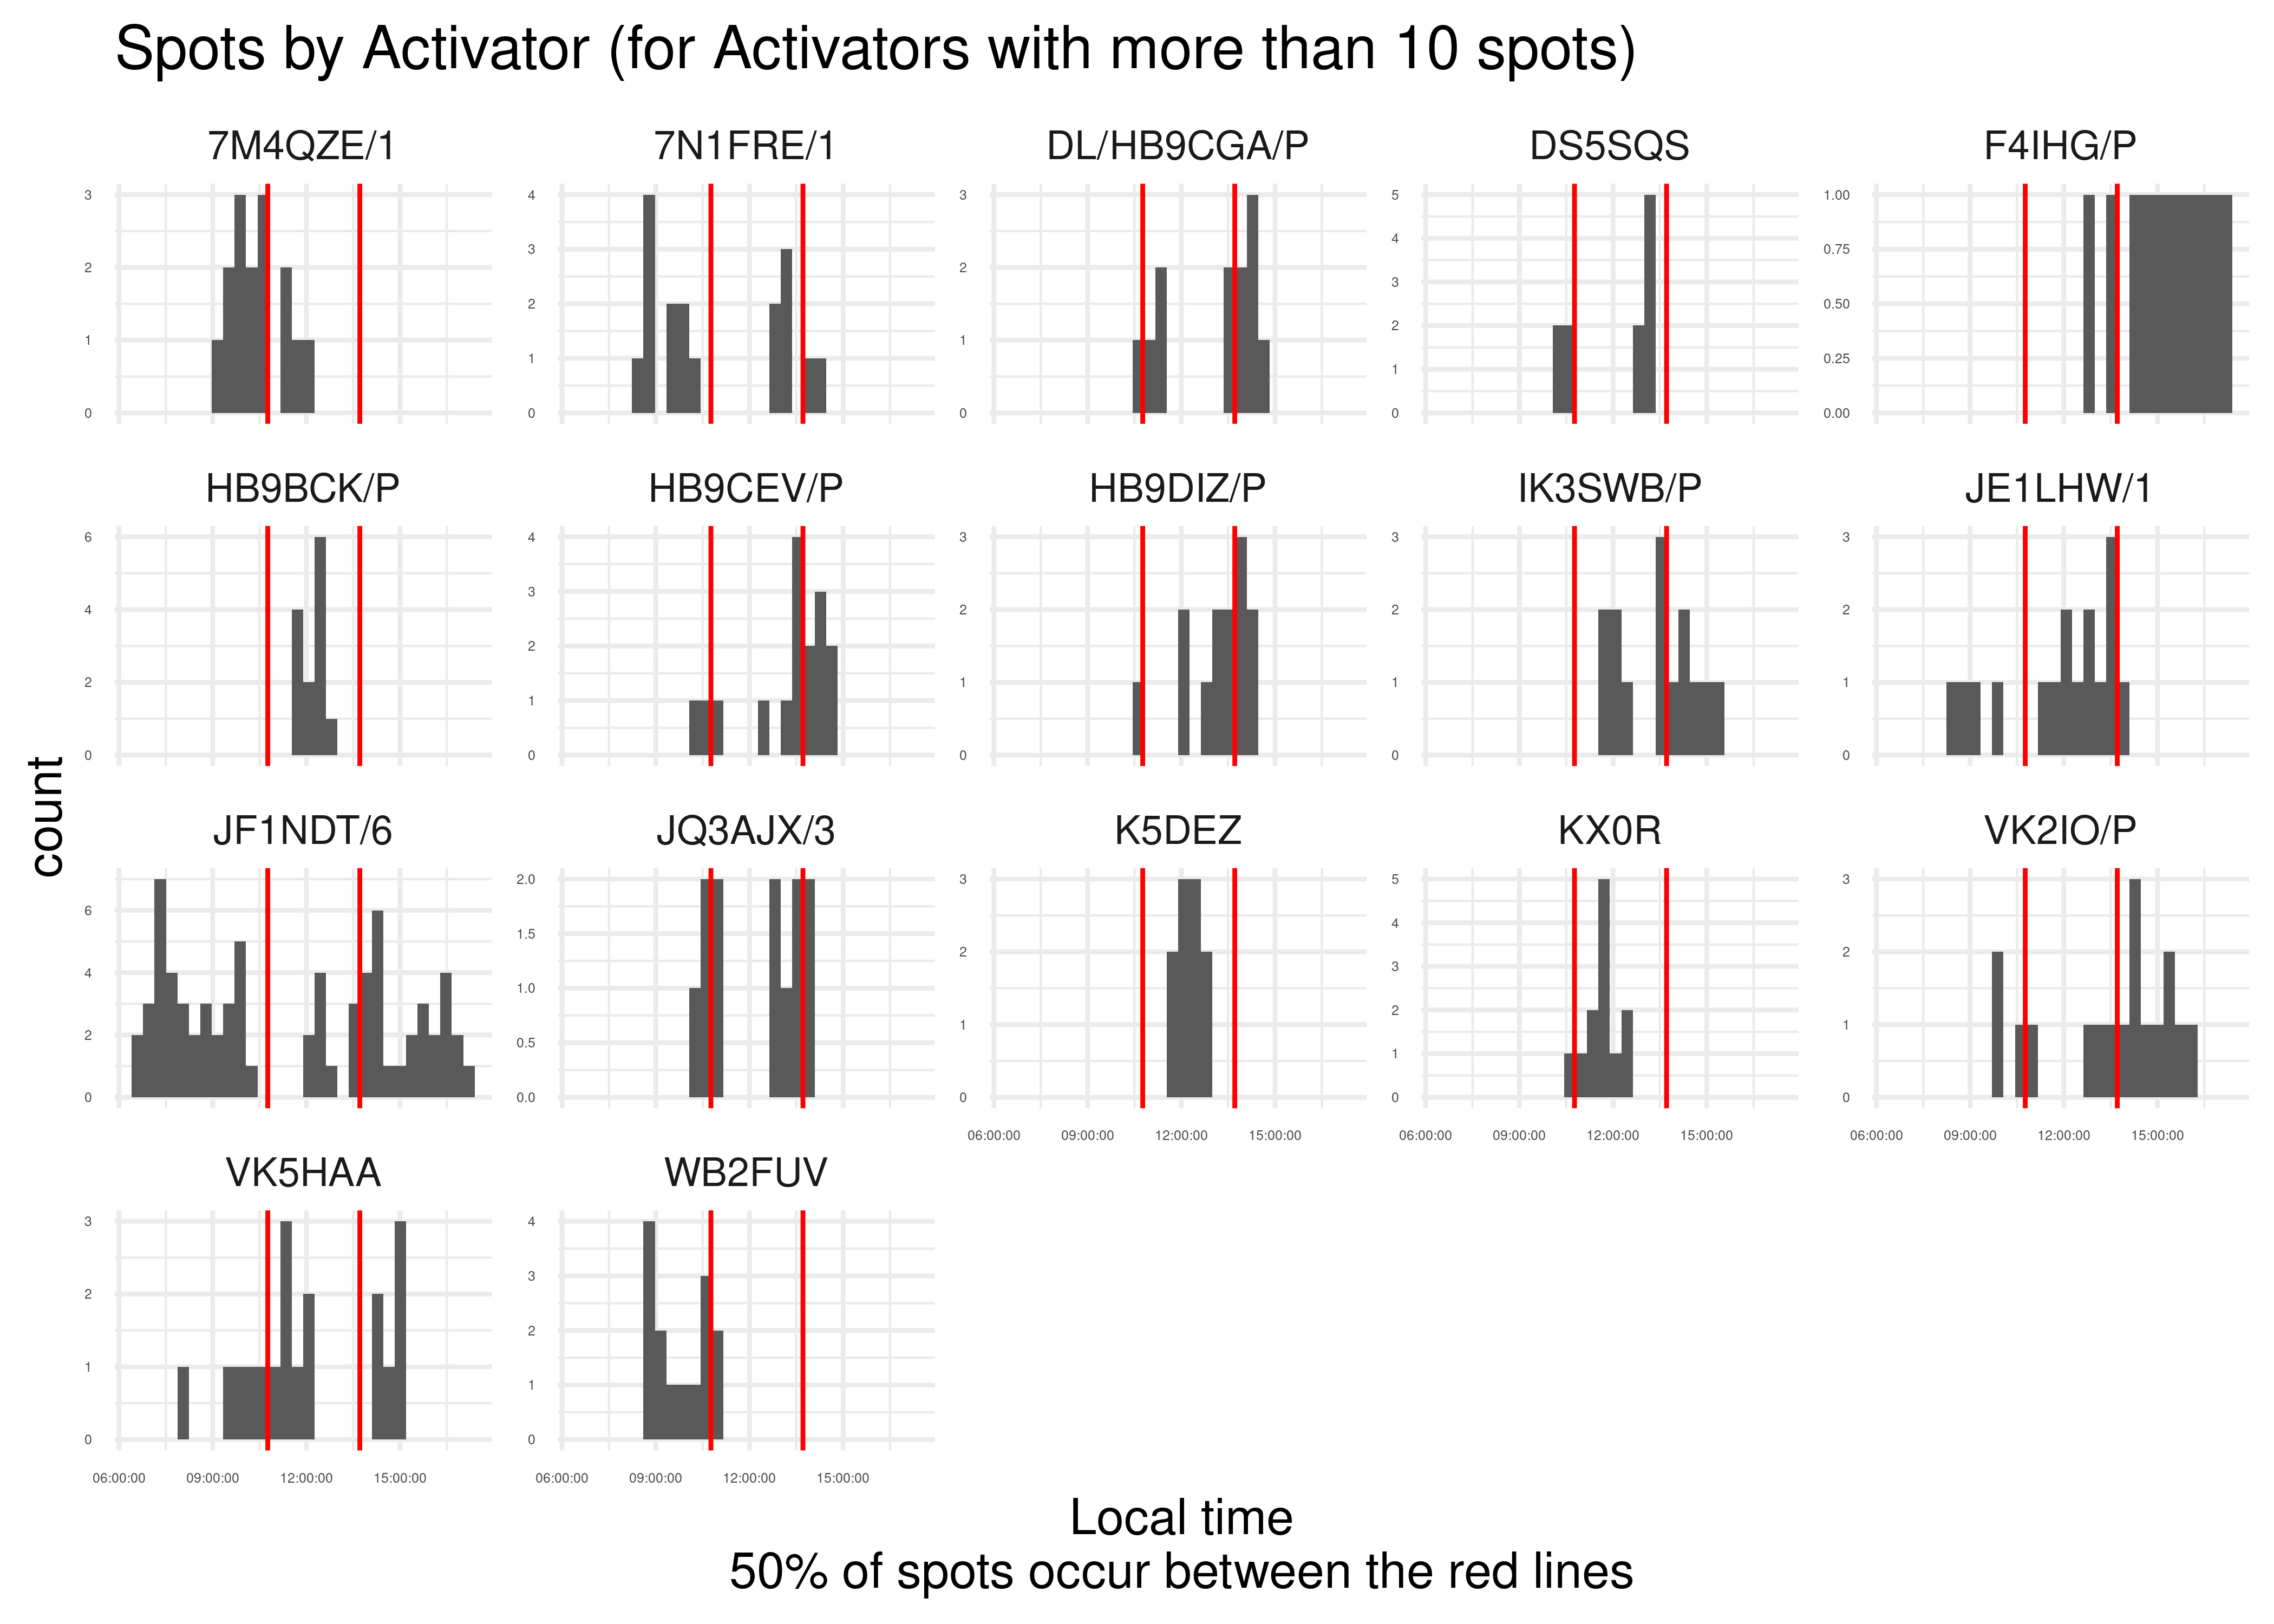 Spots by Activator (for Activators with more than 10 spots)
7M4QZE/1 7N1FRE/1 DL/HB9CGA/P DS5SQS F4IHG/P
3 4 3 5 1.00
4
3 0.75
2 2
3
2 0.50
2
1 1
1 0.25
1
0 0 0 0 0.00
HB9BCK/P HB9CEV/P HB9DIZ/P IK3SWB/P JE1LHW/1
6 4 3 3 3
3
4 2 2 2
2
2 1 1 1
1
0 0 0 0 0
count
JF1NDT/6 JQ3AJX/3 K5DEZ KX0R VK2IO/P
2.0 3 5 3
6
4
1.5
2 2
4 3
1.0
2
2 1 1
0.5
1
0 0.0 0 0 0
06:00:00 09:00:00 12:00:00 15:00:00 06:00:00 09:00:00 12:00:00 15:00:00 06:00:00 09:00:00 12:00:00 15:00:00
VK5HAA WB2FUV
3 4
3
2
2
1
1
0 0
06:00:00 09:00:00 12:00:00 15:00:00 06:00:00 09:00:00 12:00:00 15:00:00
Local time
50% of spots occur between the red lines